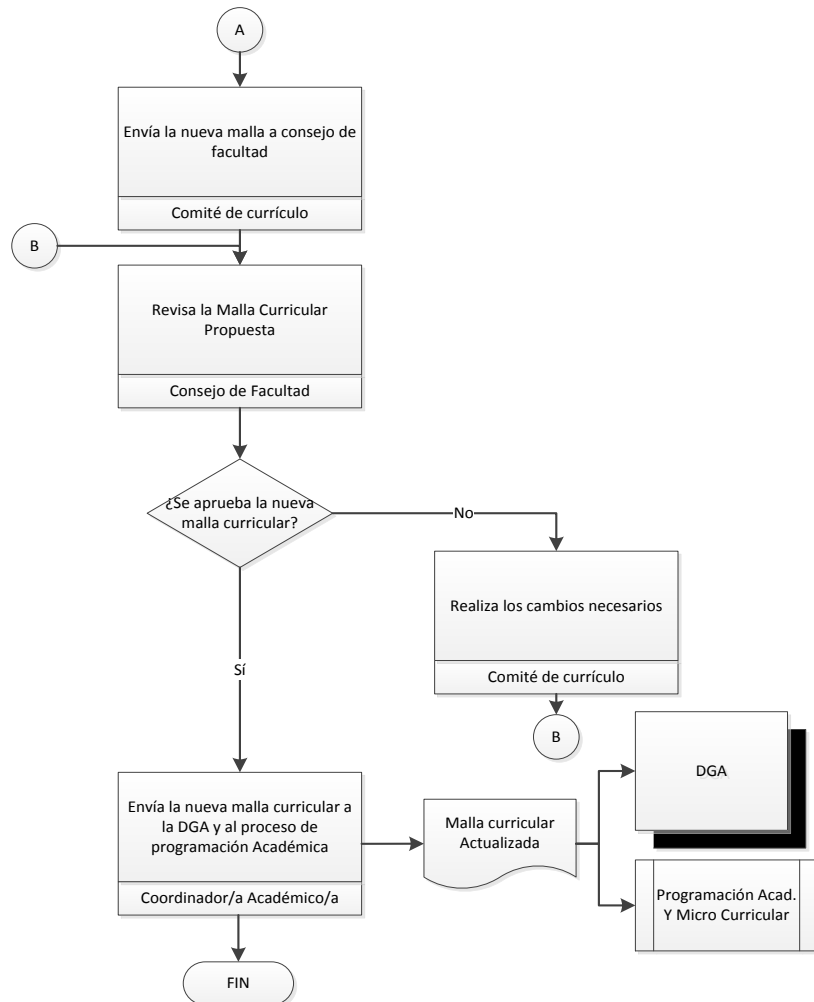 A
Envía la nueva malla a consejo de
facultad
Comité de currículo
B
Revisa la Malla Curricular
Propuesta
Consejo de Facultad
¿Se aprueba la nueva
malla curricular?
No
Realiza los cambios necesarios
Comité de currículo
Sí
B
DGA
Envía la nueva malla curricular a
la DGA y al proceso de
programación Académica
Coordinador/a Académico/a
Malla curricular
Actualizada
Programación Acad.
Y Micro Curricular
FIN